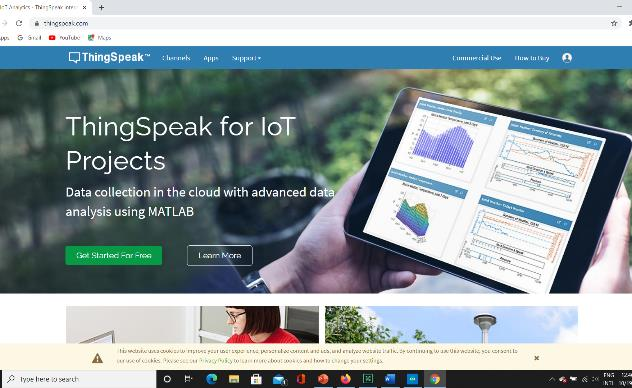 IoT Analytics - ThingSpeak Inter
thingspeak.com
Apps Gmail YouTube Maps
ThingSpeak™ Channels Apps Support Commercial Use How to Buy
ThingSpeak for IoT
Projects
Data collection in the cloud with advanced data
analysis using MATLAB
Get Started For Free Learn More
This website uses cookies to improve your user experience, personalize content and ads, and analyze website traffic. By continuing to use this website, you consent to
our use of cookies. Please see our Privacy Policy to learn more about cookies and how to change your settings.
Type here to search
ENG
INTL